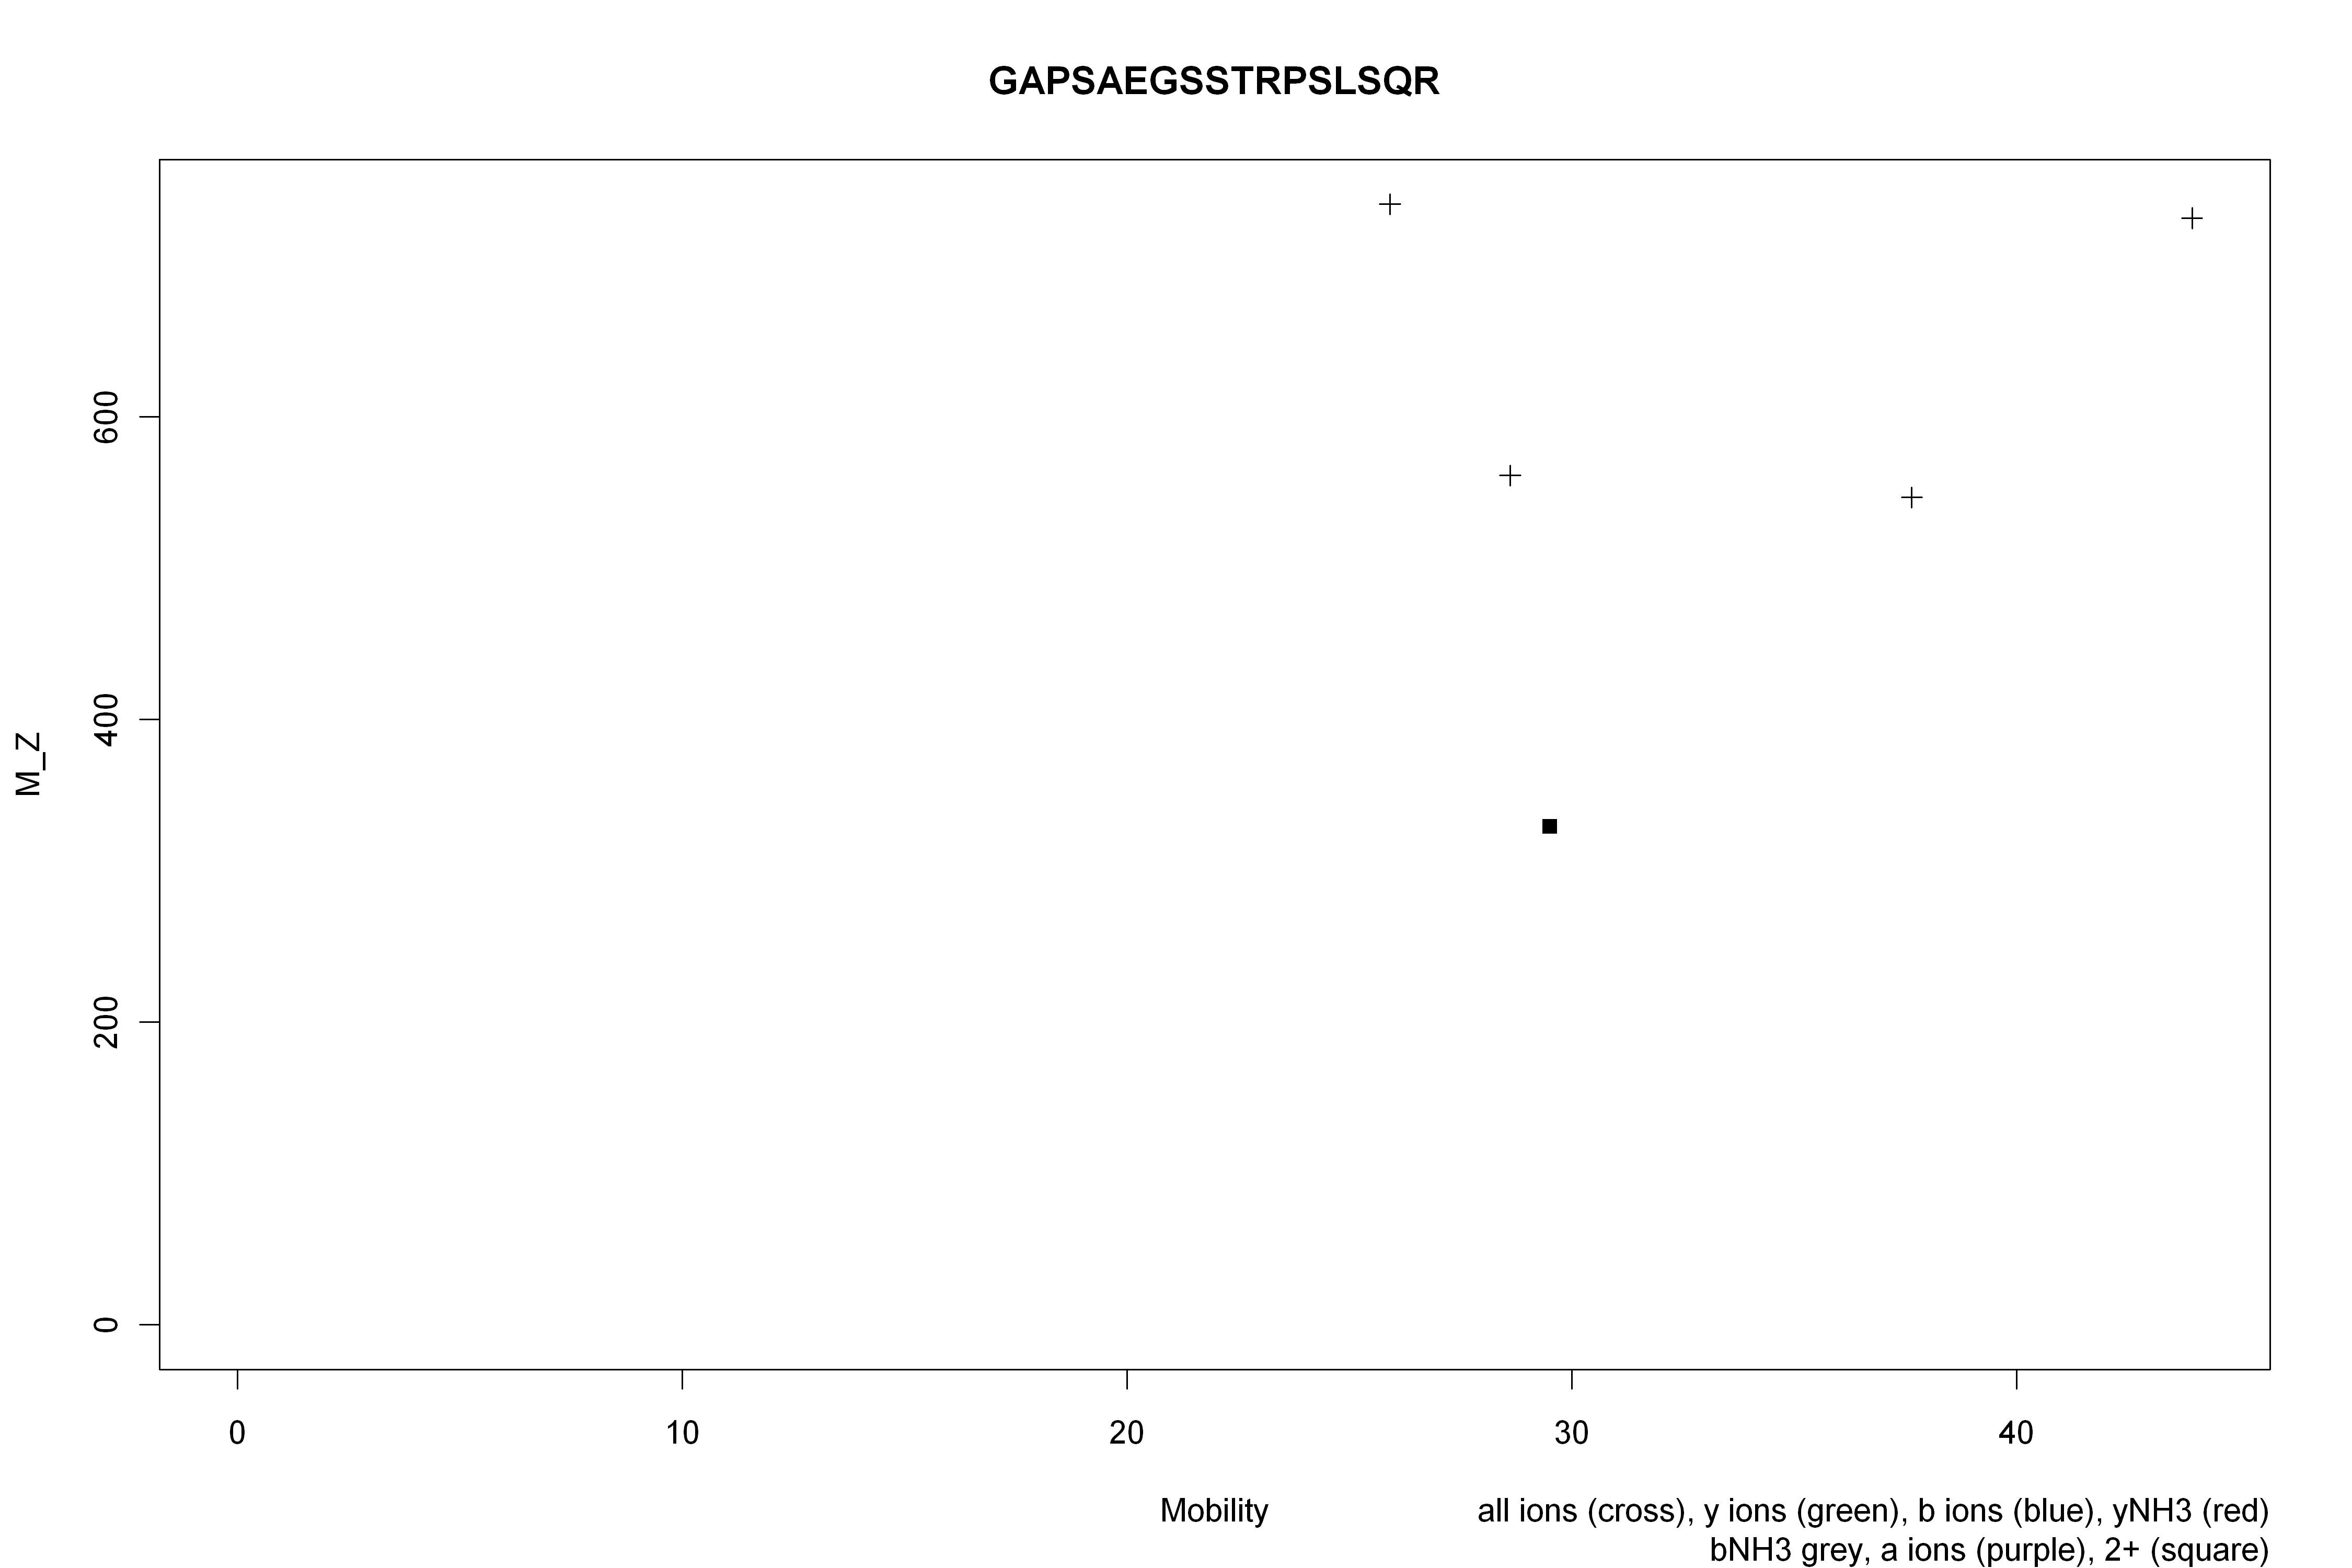 GAPSAEGSSTRPSLSQR
600
400
200
0
M_Z
0 10 20 30 40
Mobility
all ions (cross), y ions (green), b ions (blue), yNH3 (red)
bNH3 grey, a ions (purple), 2+ (square)